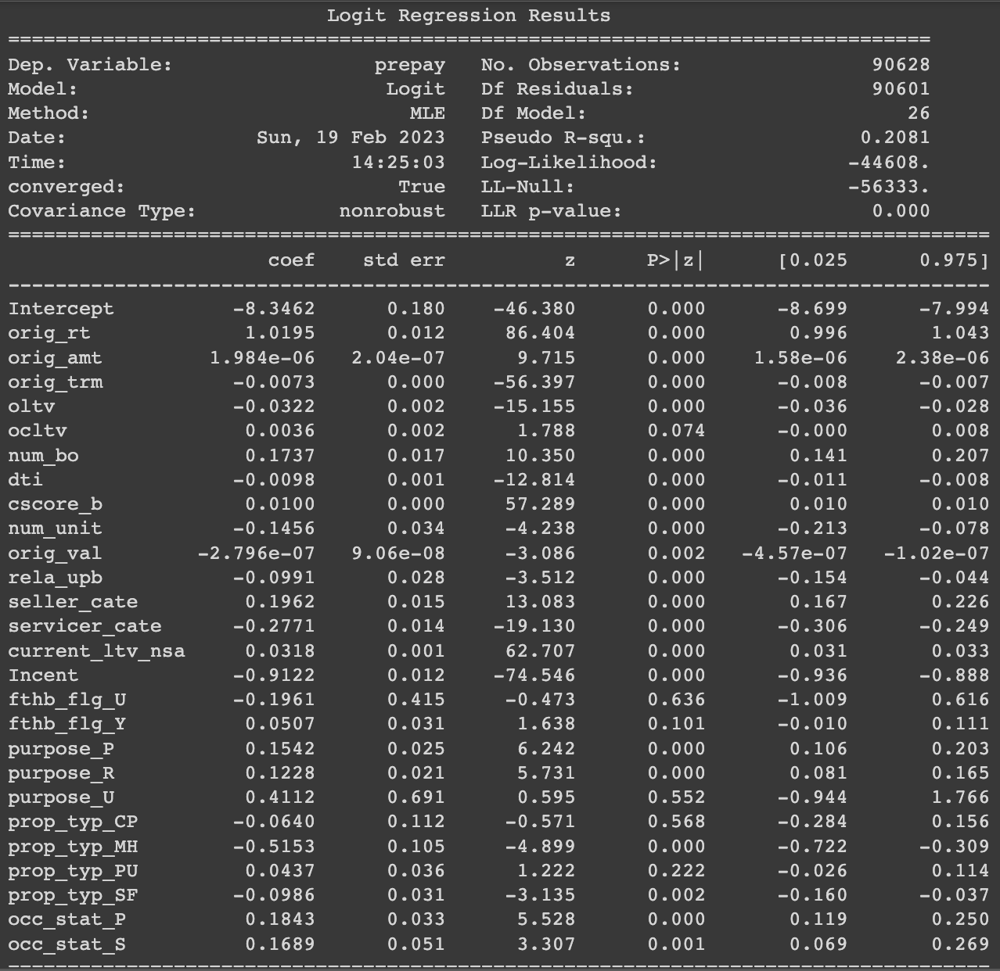 Logit Regression Results
==============================================================================
Dep. Variable: prepay No. Observations: 90628
Model: Logit Df Residuals: 90601
Method: MLE Df Model: 26
Date: Sun, 19 Feb 2023 Pseudo R-squ.: 0.2081
Time: 14:25:03 Log-Likelihood: -44608.
converged: True LL-Null: -56333.
Covariance Type: nonrobust LLR p-value: 0.000
===================================================================================
coef std err z P>|z| [0.025 0.975]
-----------------------------------------------------------------------------------
Intercept -8.3462 0.180 -46.380 0.000 -8.699 -7.994
orig_rt 1.0195 0.012 86.404 0.000 0.996 1.043
orig_amt 1.984e-06 2.04e-07 9.715 0.000 1.58e-06 2.38e-06
orig_trm -0.0073 0.000 -56.397 0.000 -0.008 -0.007
oltv -0.0322 0.002 -15.155 0.000 -0.036 -0.028
ocltv 0.0036 0.002 1.788 0.074 -0.000 0.008
num_bo 0.1737 0.017 10.350 0.000 0.141 0.207
dti -0.0098 0.001 -12.814 0.000 -0.011 -0.008
cscore_b 0.0100 0.000 57.289 0.000 0.010 0.010
num_unit -0.1456 0.034 -4.238 0.000 -0.213 -0.078
orig_val -2.796e-07 9.06e-08 -3.086 0.002 -4.57e-07 -1.02e-07
rela_upb -0.0991 0.028 -3.512 0.000 -0.154 -0.044
seller_cate 0.1962 0.015 13.083 0.000 0.167 0.226
servicer_cate -0.2771 0.014 -19.130 0.000 -0.306 -0.249
current_ltv_nsa 0.0318 0.001 62.707 0.000 0.031 0.033
Incent -0.9122 0.012 -74.546 0.000 -0.936 -0.888
fthb_flg_U -0.1961 0.415 -0.473 0.636 -1.009 0.616
fthb_flg_Y 0.0507 0.031 1.638 0.101 -0.010 0.111
purpose_P 0.1542 0.025 6.242 0.000 0.106 0.203
purpose_R 0.1228 0.021 5.731 0.000 0.081 0.165
purpose_U 0.4112 0.691 0.595 0.552 -0.944 1.766
prop_typ_CP -0.0640 0.112 -0.571 0.568 -0.284 0.156
prop_typ_MH -0.5153 0.105 -4.899 0.000 -0.722 -0.309
prop_typ_PU 0.0437 0.036 1.222 0.222 -0.026 0.114
prop_typ_SF -0.0986 0.031 -3.135 0.002 -0.160 -0.037
occ_stat_P 0.1843 0.033 5.528 0.000 0.119 0.250
occ_stat_S 0.1689 0.051 3.307 0.001 0.069 0.269
-----------------------------------------------------------------------------------